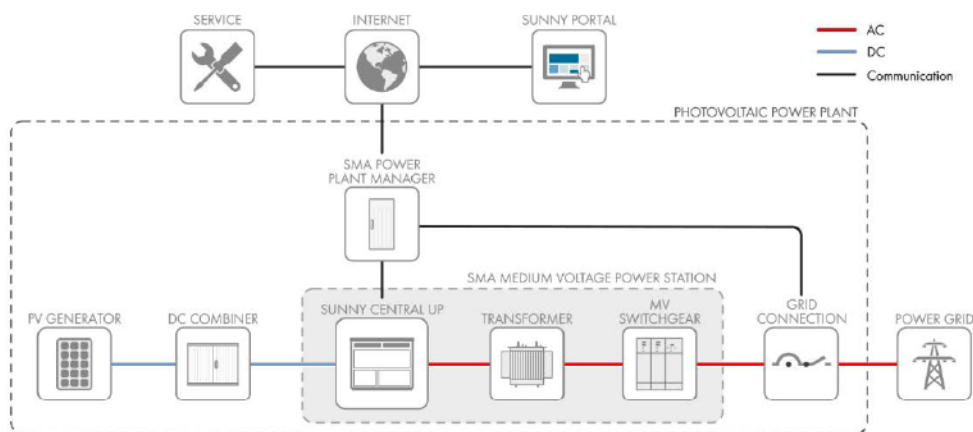 SERVICE
INTERNET
SUNNY PORTAL
AC
DC
Communication
PHOTOVOLTAIC POWER PLANT
SMA POWER
PLANT MANAGER
SMA MEDIUM VOLTAGE POWER STATION
PV GENERATOR
DC COMBINER
SUNNY CENTRAL UP
TRANSFORMER
MV
SWITCHGEAR
GRID
CONNECTION
POWER GRID